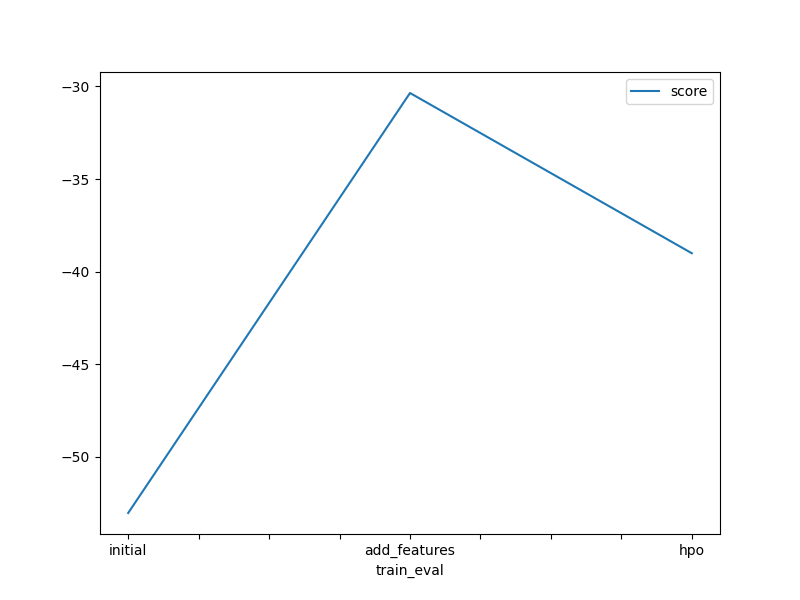 score
−30
−35
−40
−45
−50
initial
add_features
hpo
train_eval